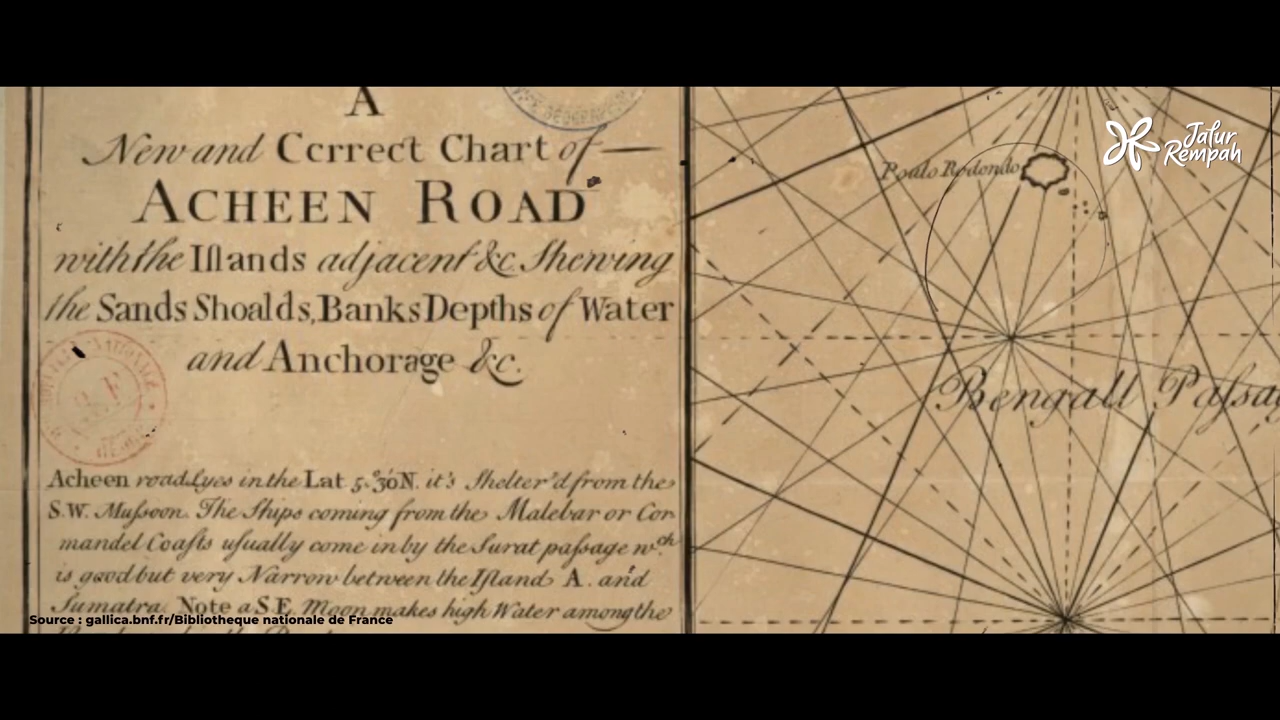 A
New and Correct Chart of
ACHEEN ROAD
with the Iſlands adjacent &c. Shewing
the Sands Shoalds, Banks Depths of Water
and Anchorage &c.
Acheen road Lyes in the Lat 5°.30 N. it's Shelter'd from the
S.W. Muſsoon. The Ships coming from the Malebar or Cor
mandel Coaſts uſually come in by the Surat paſsage wch
is good but very Narrow between the Iſland A. and
Sumatra. Note a S.E. Moon makes high Water among the
Source : gallica.bnf.fr/Bibliotheque nationale de France
Poulo Rodondo
Bengall Paſsa
Jalur
Rempah